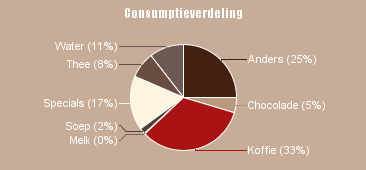 Consumptieverdeling
Water (11%)
Anders (25%)
Thee (8%)
Specials (17%)
Chocolade (5%)
Soep (2%)
Melk (0%)
Koffie (33%)